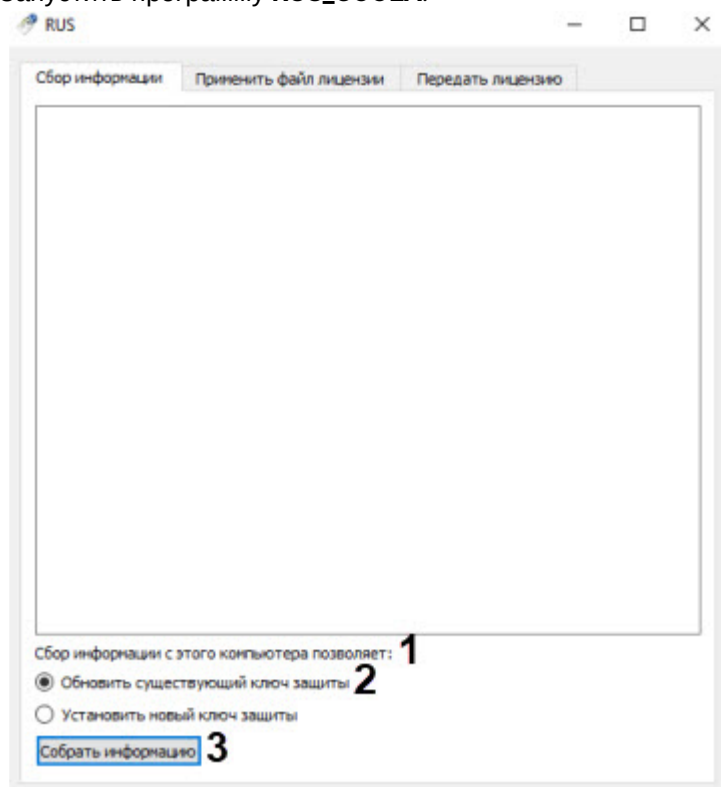 RUS
Сбор информации Применить файл лицензии Передать лицензию
Сбор информации с этого компьютера позволяет: 1
Обновить существующий ключ защиты 2
Установить новый ключ защиты
Собрать информацию 3